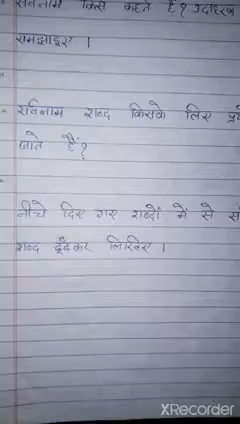 सर्वनाम किसे कहते हैं? उदाहरण
समझाइए ।
सर्वनाम शब्द किसके लिए
जाते हैं?
नीचे दिए गए शब्दों में से
शब्द ढूँढकर लिखिए ।
XRecorder